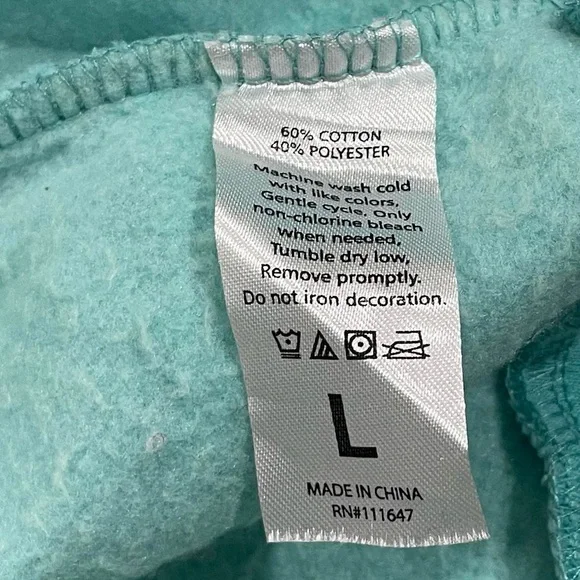 60% COTTON
40% POLYESTER
Machine wash cold
with like colors,
Gentle cycle, Only
non-chlorine bleach
when needed,
Tumble dry low,
Remove promptly.
Do not iron decoration.
L
MADE IN CHINA
RN#111647